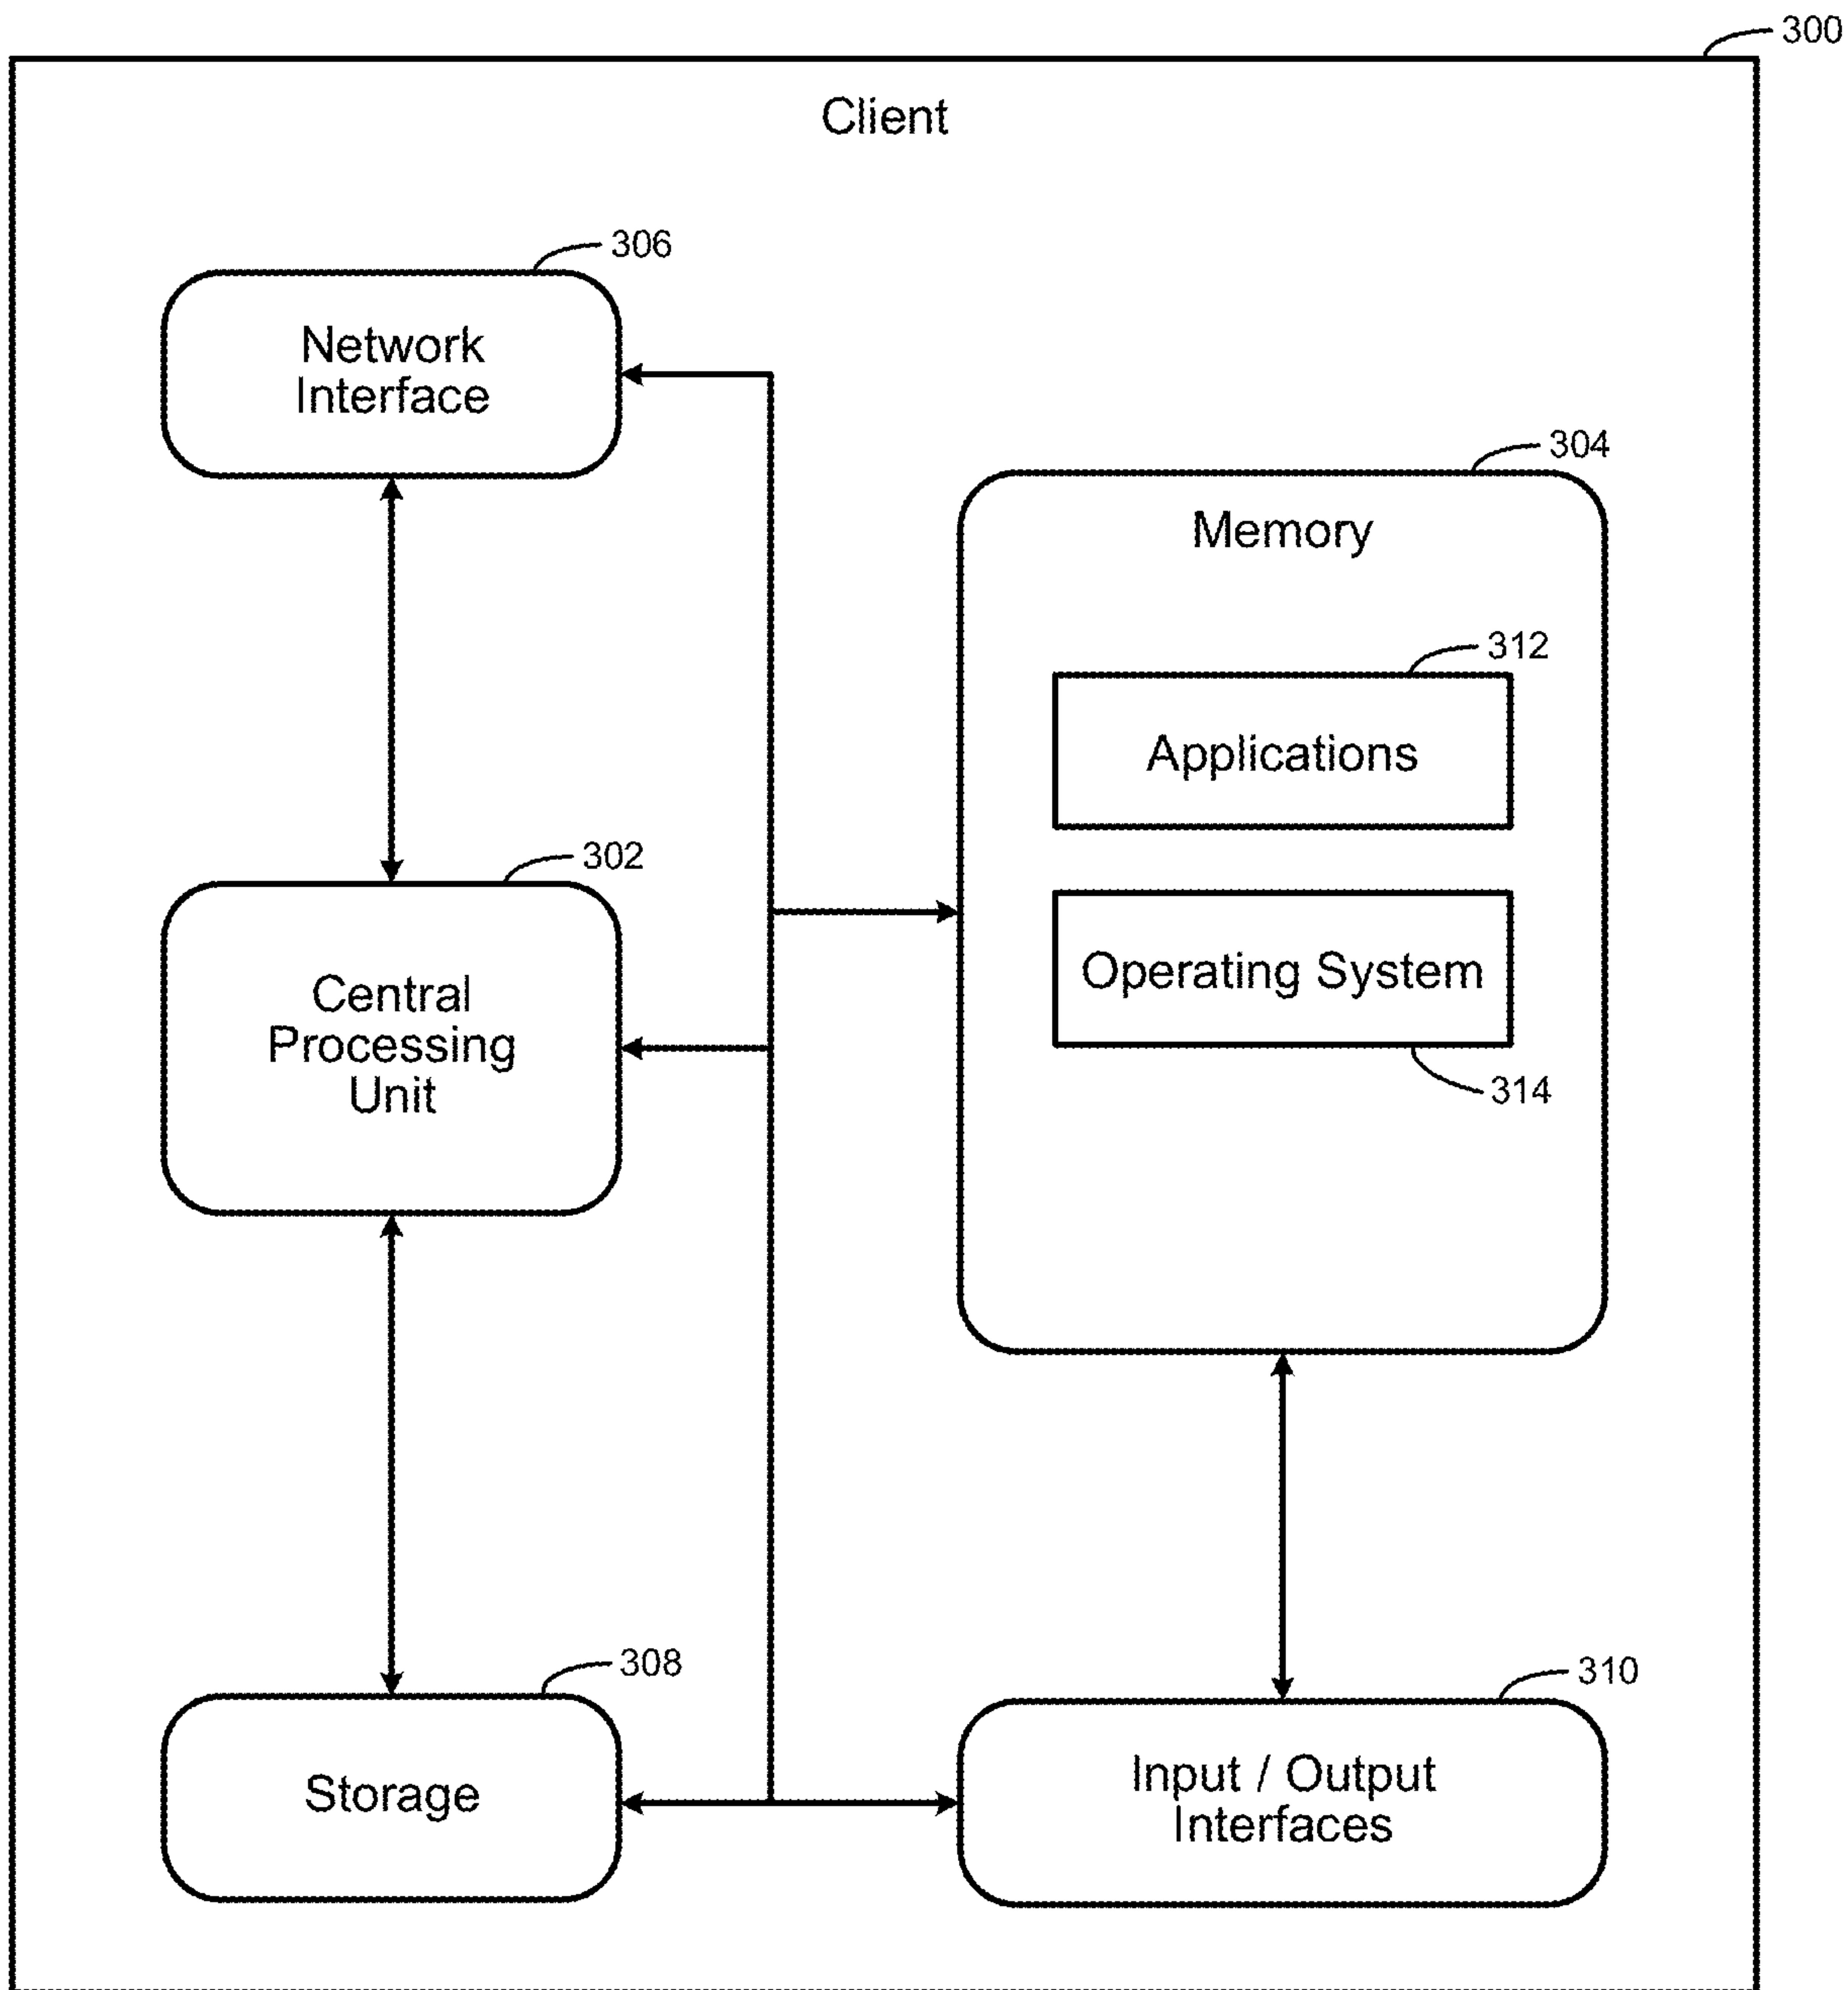 300
Client
306
Network
Interface
304
Memory
312
Applications
302
Central
Processing
Unit
Operating System
314
308
Storage
310
Input / Output
Interfaces